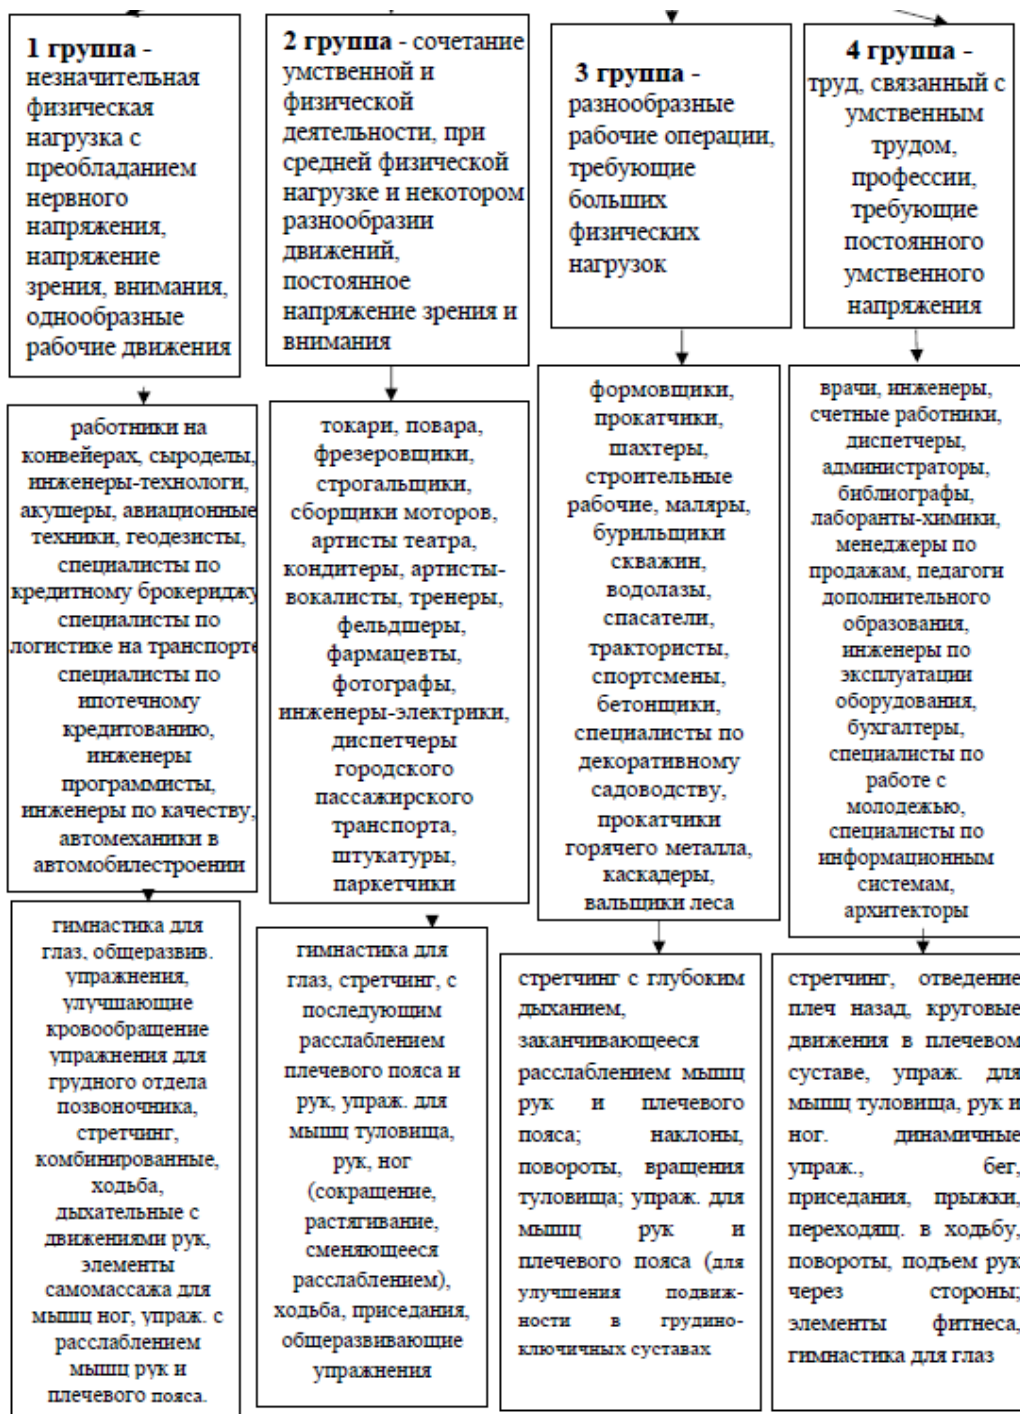 1 группа -
незначительная
физическая
нагрузка с
преобладанием
нервного
напряжения,
напряжение
зрения, внимания,
однообразные
рабочие движения
2 группа - сочетание
умственной и
физической
деятельности, при
средней физической
нагрузке и некотором
разнообразии
движений,
постоянное
напряжение зрения и
внимания
3 группа -
разнообразные
рабочие операции,
требующие
больших
физических
нагрузок
4 группа -
труд, связанный с
умственным
трудом,
профессии,
требующие
постоянного
умственного
напряжения
работники на
конвейерах, сыроделы,
инженеры-технологи,
акушеры, авиационные
техники, геодезисты,
специалисты по
кредитному брокериджу
специалисты по
логистике на транспорте
специалисты по
ипотечному
кредитованию,
инженеры
программисты,
инженеры по качеству,
автомеханики в
автомобилестроении
токари, повара,
фрезеровщики,
строгальщики,
сборщики моторов,
артисты театра,
кондитеры, артисты-
вокалисты, тренеры,
фельдшеры,
фармацевты,
фотографы,
инженеры-электрики,
диспетчеры
городского
пассажирского
транспорта,
штукатуры,
паркетчики
формовщики,
прокатчики,
шахтеры,
строительные
рабочие, маляры,
бурильщики
скважин,
водолазы,
спасатели,
трактористы,
спортсмены,
бетонщики,
специалисты по
декоративному
садоводству,
прокатчики
горячего металла,
каскадеры,
вальщики леса
врачи, инженеры,
счетные работники,
диспетчеры,
администраторы,
библиографы,
лаборанты-химики,
менеджеры по
продажам, педагоги
дополнительного
образования,
инженеры по
эксплуатации
оборудования,
бухгалтеры,
специалисты по
работе с
молодежью,
специалисты по
информационным
системам,
архитекторы
гимнастика для
глаз, общеразвив.
упражнения,
улучшающие
кровообращение
упражнения для
грудного отдела
позвоночника,
стретчинг,
комбинированные,
ходьба,
дыхательные с
движениями рук,
элементы
самомассажа для
мышц ног, упраж. с
расслаблением
мышц рук и
плечевого пояса.
гимнастика для
глаз, стретчинг, с
последующим
расслаблением
плечевого пояса и
рук, упраж. для
мышц туловища,
рук, ног
(сокращение,
растягивание,
сменяющееся
расслаблением),
ходьба, приседания,
общеразвивающие
упражнения
стретчинг с глубоким
дыханием,
заканчивающееся
расслаблением мышц
рук и плечевого
пояса; наклоны,
повороты, вращения
туловища; упраж. для
мышц рук и
плечевого пояса (для
улучшения подвиж-
ности в грудино-
ключичных суставах
стретчинг, отведение
плеч назад, круговые
движения в плечевом
суставе, упраж. для
мышц туловища, рук и
ног. динамичные
упраж., бег,
приседания, прыжки,
переходящ. в ходьбу,
повороты, подъем рук
через стороны;
элементы фитнеса,
гимнастика для глаз